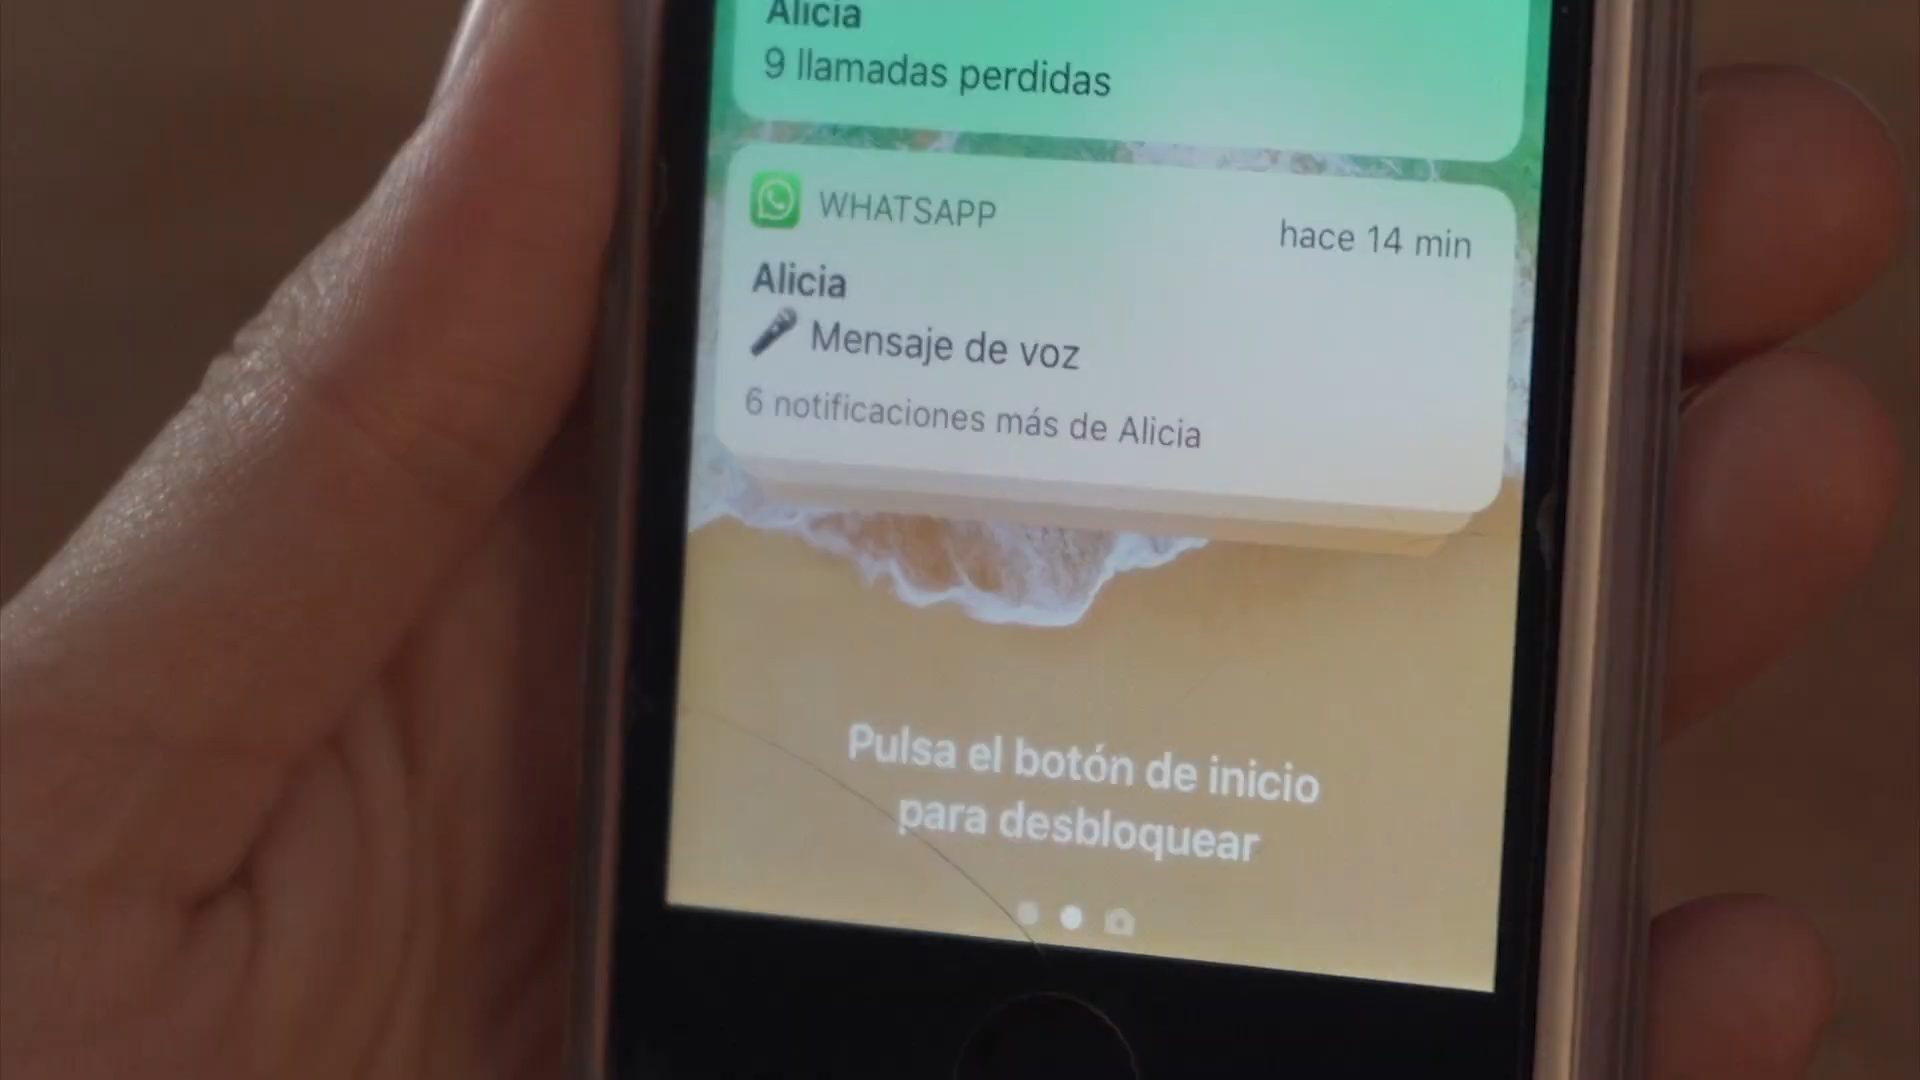 Alicia
9 llamadas perdidas
WHATSAPP
hace 14 min
Alicia
Mensaje de voz
6 notificaciones más de Alicia
Pulsa el botón de inicio
para desbloquear